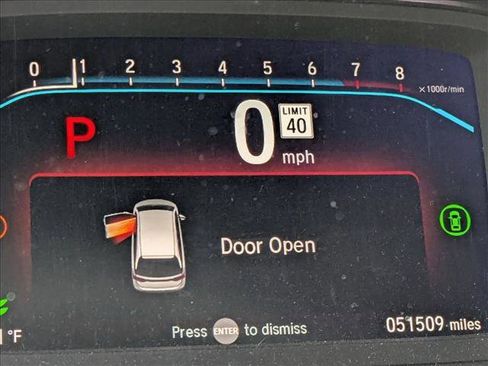 0 1 2 3 4 5 6 7 8
×1000r/min
P
0
mph
LIMIT
40
Door Open
Press ENTER to dismiss
°F
051509 miles